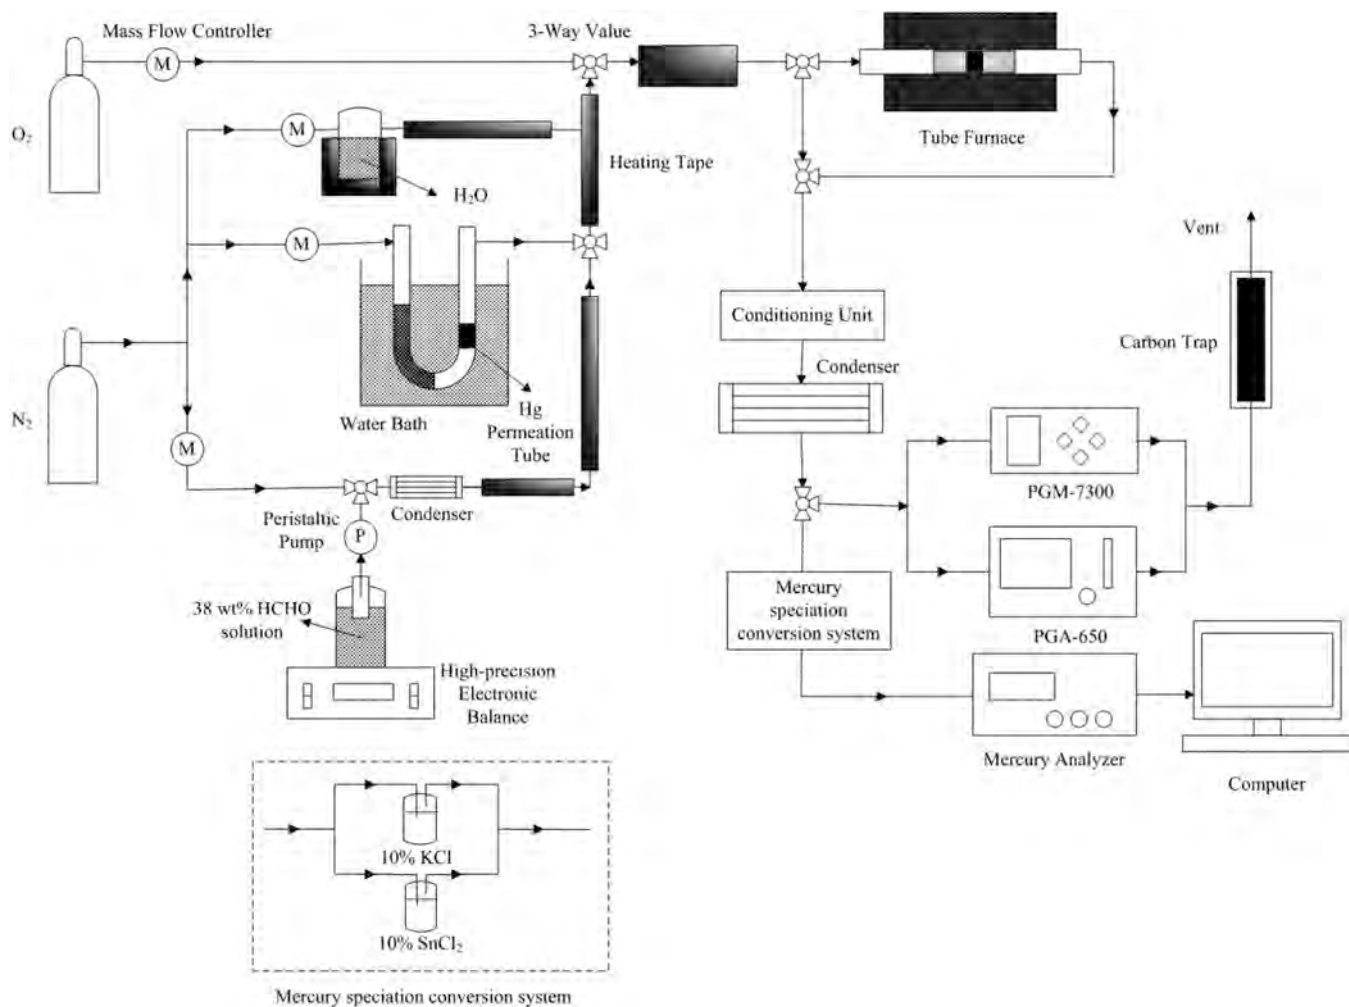 Mass Flow Controller
3-Way Value
M
O₂
M
H₂O
Heating Tape
Tube Furnace
M
Vent
Conditioning Unit
Carbon Trap
Condenser
N₂
M
Water Bath
Hg
Permeation
Tube
PGM-7300
Condenser
Peristaltic
Pump
P
Mercury
speciation
conversion system
38 wt% HCHO
solution
PGA-650
High-precision
Electronic
Balance
Mercury Analyzer
Computer
10% KCl
10% SnCl₂
Mercury speciation conversion system